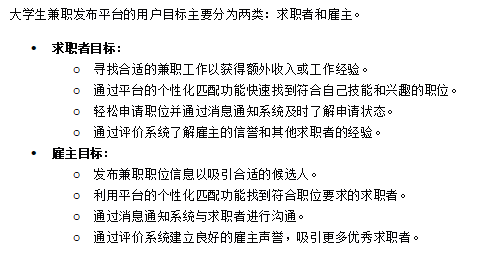 大学生兼职发布平台的用户目标主要分为两类：求职者和雇主。
• 求职者目标：
o 寻找合适的兼职工作以获得额外收入或工作经验。
o 通过平台的个性化匹配功能快速找到符合自己技能和兴趣的职位。
o 轻松申请职位并通过消息通知系统及时了解申请状态。
o 通过评价系统了解雇主的信誉和其他求职者的经验。
• 雇主目标：
o 发布兼职职位信息以吸引合适的候选人。
o 利用平台的个性化匹配功能找到符合职位要求的求职者。
o 通过消息通知系统与求职者进行沟通。
o 通过评价系统建立良好的雇主声誉，吸引更多优秀求职者。